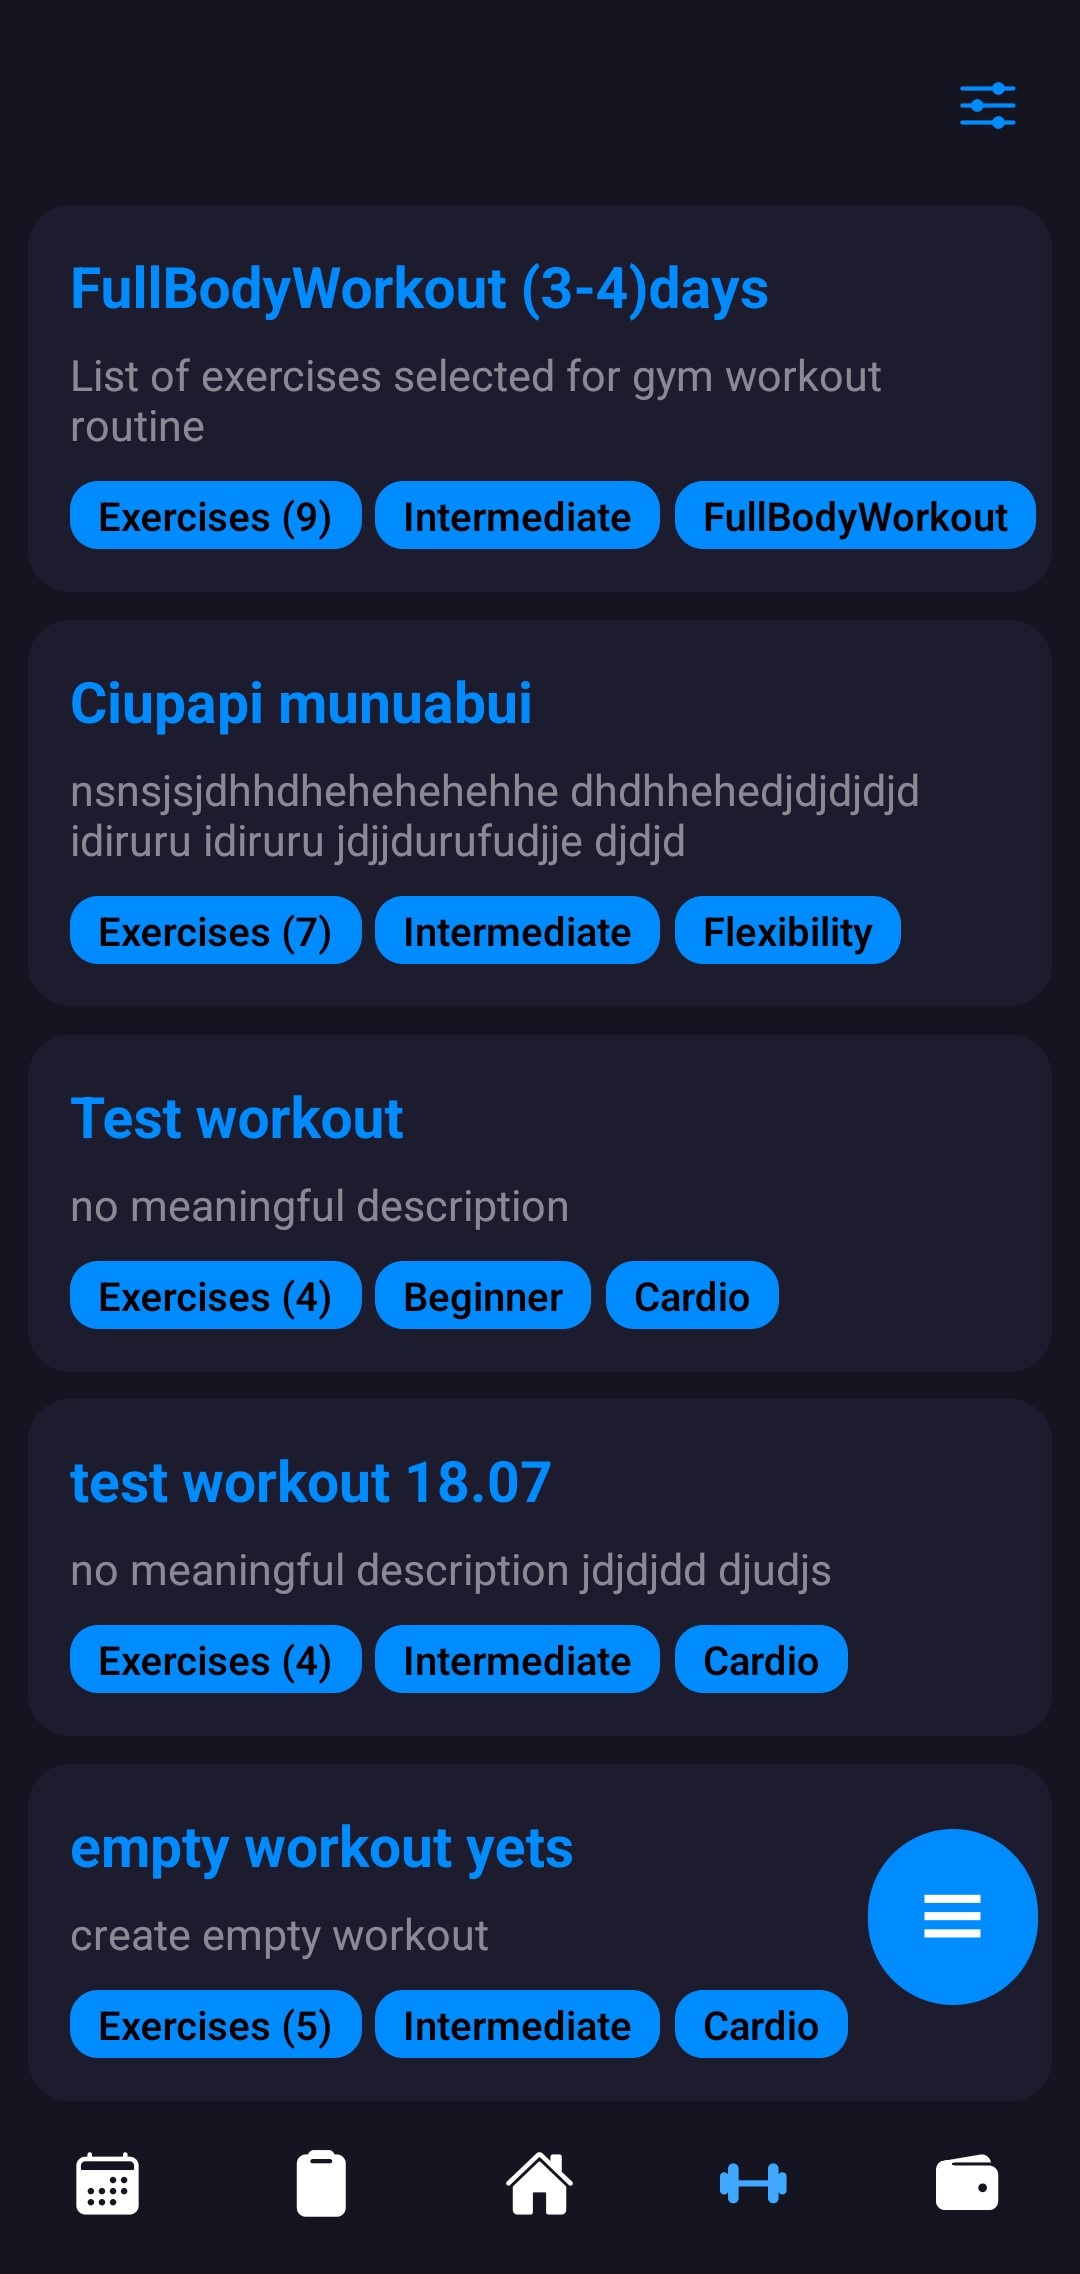 FullBodyWorkout (3-4)days
List of exercises selected for gym workout
routine
Exercises (9) Intermediate FullBodyWorkout
Ciupapi munuabui
nsnsjsjdhhdhehehehehhe dhdhhehedjdjdjdjd
idiruru idiruru jdjjdurufudjje djdjd
Exercises (7) Intermediate Flexibility
Test workout
no meaningful description
Exercises (4) Beginner Cardio
test workout 18.07
no meaningful description jdjdjdd djudjs
Exercises (4) Intermediate Cardio
empty workout yets
create empty workout
Exercises (5) Intermediate Cardio